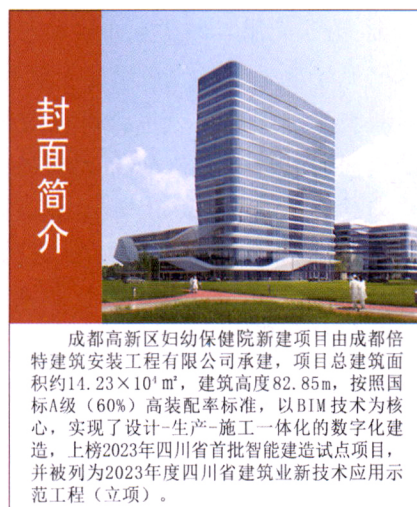 封面简介
成都高新区妇幼保健院新建项目由成都倍
特建筑安装工程有限公司承建，项目总建筑面
积约14.23×10⁴㎡，建筑高度82.85m，按照国
标A级（60%）高装配率标准，以BIM技术为核
心，实现了设计-生产-施工一体化的数字化建
造，上榜2023年四川省首批智能建造试点项目，
并被列为2023年度四川省建筑业新技术应用示
范工程（立项）。